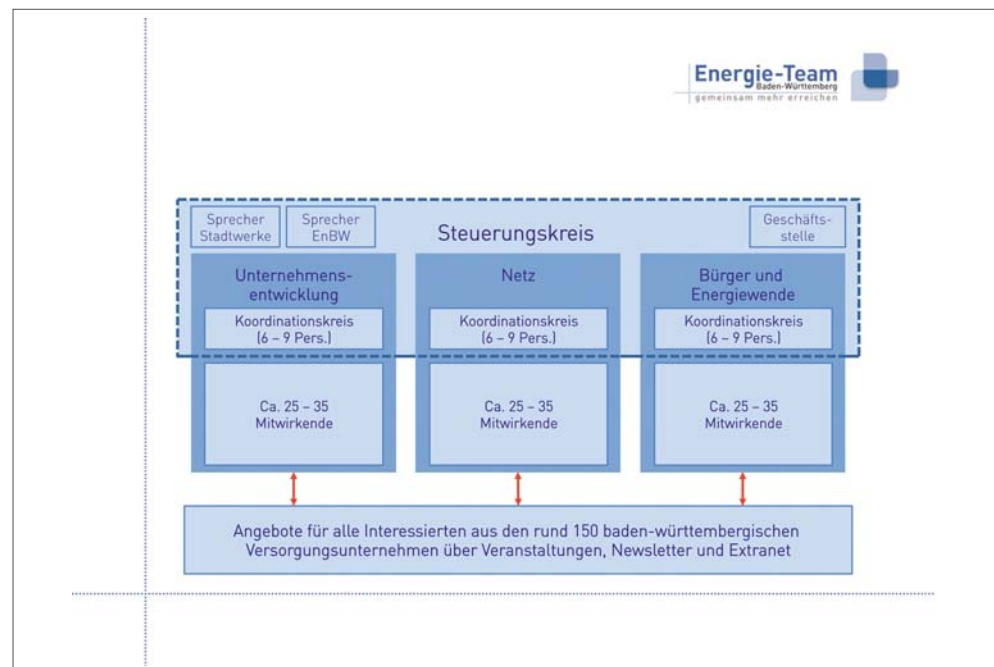 Energie-Team
Baden-Württemberg
gemeinsam mehr erreichen
Sprecher
Stadtwerke
Sprecher
EnBW
Steuerungskreis
Geschäfts-
stelle
Unternehmens-
entwicklung
Koordinationskreis
(6 – 9 Pers.)
Ca. 25 – 35
Mitwirkende
Netz
Koordinationskreis
(6 – 9 Pers.)
Ca. 25 – 35
Mitwirkende
Bürger und
Energiewende
Koordinationskreis
(6 – 9 Pers.)
Ca. 25 – 35
Mitwirkende
Angebote für alle Interessierten aus den rund 150 baden-württembergischen
Versorgungsunternehmen über Veranstaltungen, Newsletter und Extranet